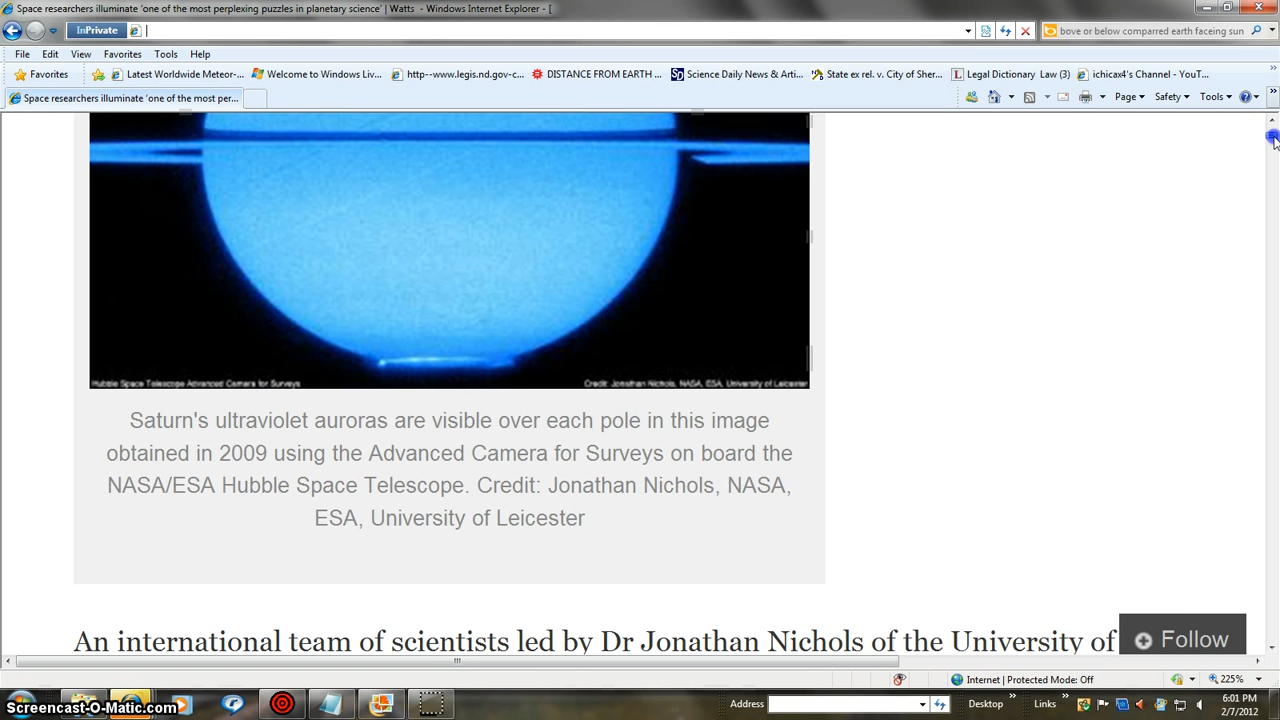 Space researchers illuminate 'one of the most perplexing puzzles in planetary science' | Watts - Windows Internet Explorer - [
InPrivate
bove or below comparred earth faceing sun
File Edit View Favorites Tools Help
Favorites Latest Worldwide Meteor-... Welcome to Windows Liv... http--www.legis.nd.gov-c... DISTANCE FROM EARTH ... Science Daily News & Arti... State ex rel. v. City of Sher... Legal Dictionary Law (3) ichicax4's Channel - YouT...
Space researchers illuminate 'one of the most per... Page Safety Tools
Hubble Space Telescope Advanced Camera for Surveys Credit: Jonathan Nichols, NASA, ESA, University of Leicester
Saturn's ultraviolet auroras are visible over each pole in this image
obtained in 2009 using the Advanced Camera for Surveys on board the
NASA/ESA Hubble Space Telescope. Credit: Jonathan Nichols, NASA,
ESA, University of Leicester
An international team of scientists led by Dr Jonathan Nichols of the University of
Follow
Internet | Protected Mode: Off 225%
Screencast-O-Matic.com
Address Desktop Links
6:01 PM
2/7/2012